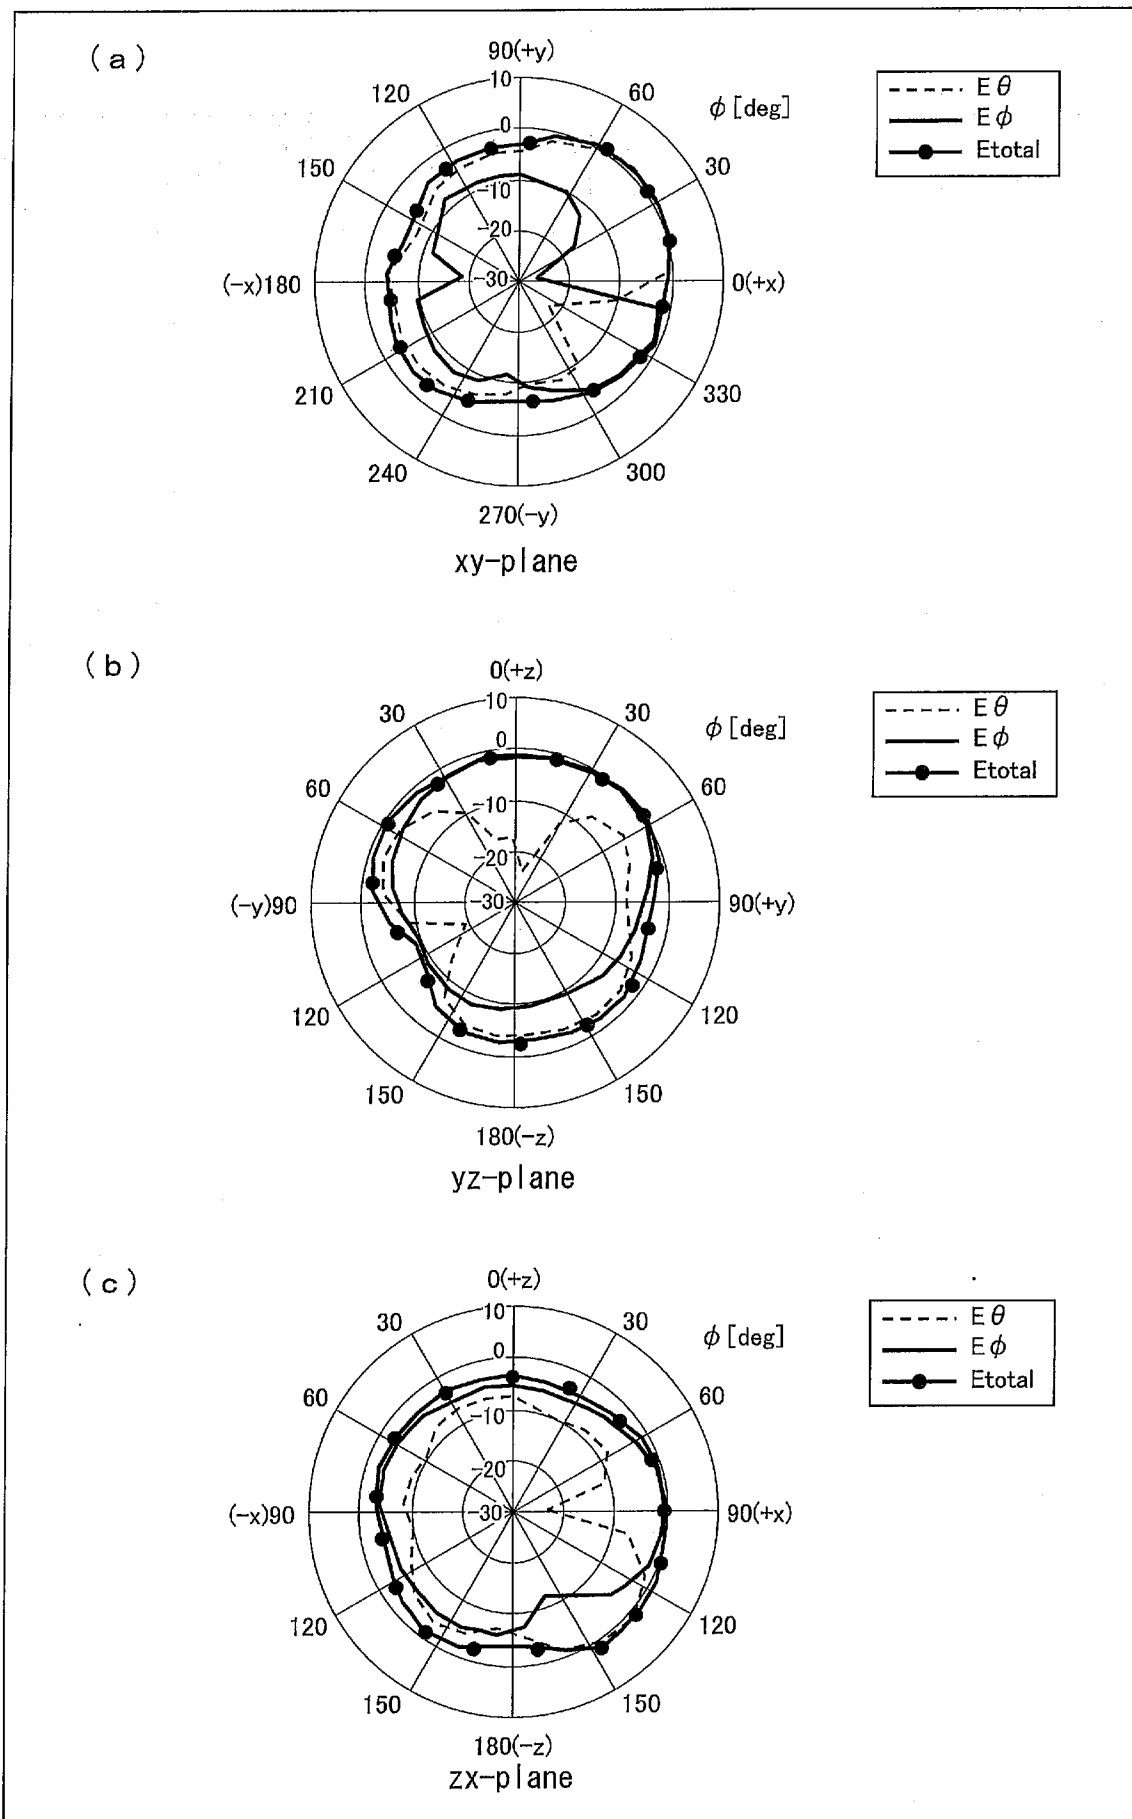 (a)
90(+y)
10
120
60
φ[deg]
Eθ
Eφ
Etotal
0
150
30
-10
-20
(-x)180
-30
0(+x)
210
330
240
300
270(-y)
xy-plane
(b)
0(+z)
10
30
30
φ[deg]
Eθ
Eφ
Etotal
0
60
60
-10
-20
(-y)90
-30
90(+y)
120
120
150
150
180(-z)
yz-plane
(c)
0(+z)
10
30
30
φ[deg]
Eθ
Eφ
Etotal
0
60
60
-10
-20
(-x)90
-30
90(+x)
120
120
150
150
180(-z)
zx-plane